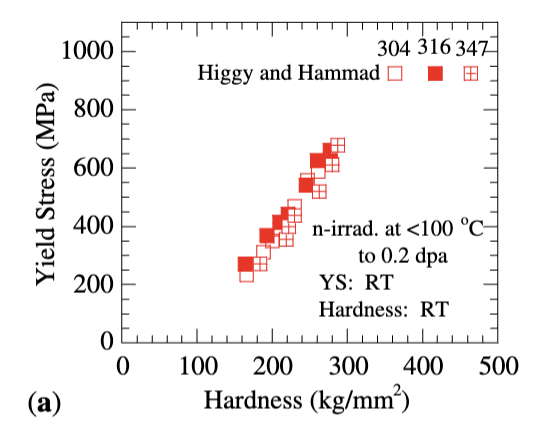 1000
800
600
400
200
0
Yield Stress (MPa)
304 316 347
Higgy and Hammad
n-irrad. at <100 °C
to 0.2 dpa
YS: RT
Hardness: RT
0 100 200 300 400 500
Hardness (kg/mm²)
(a)